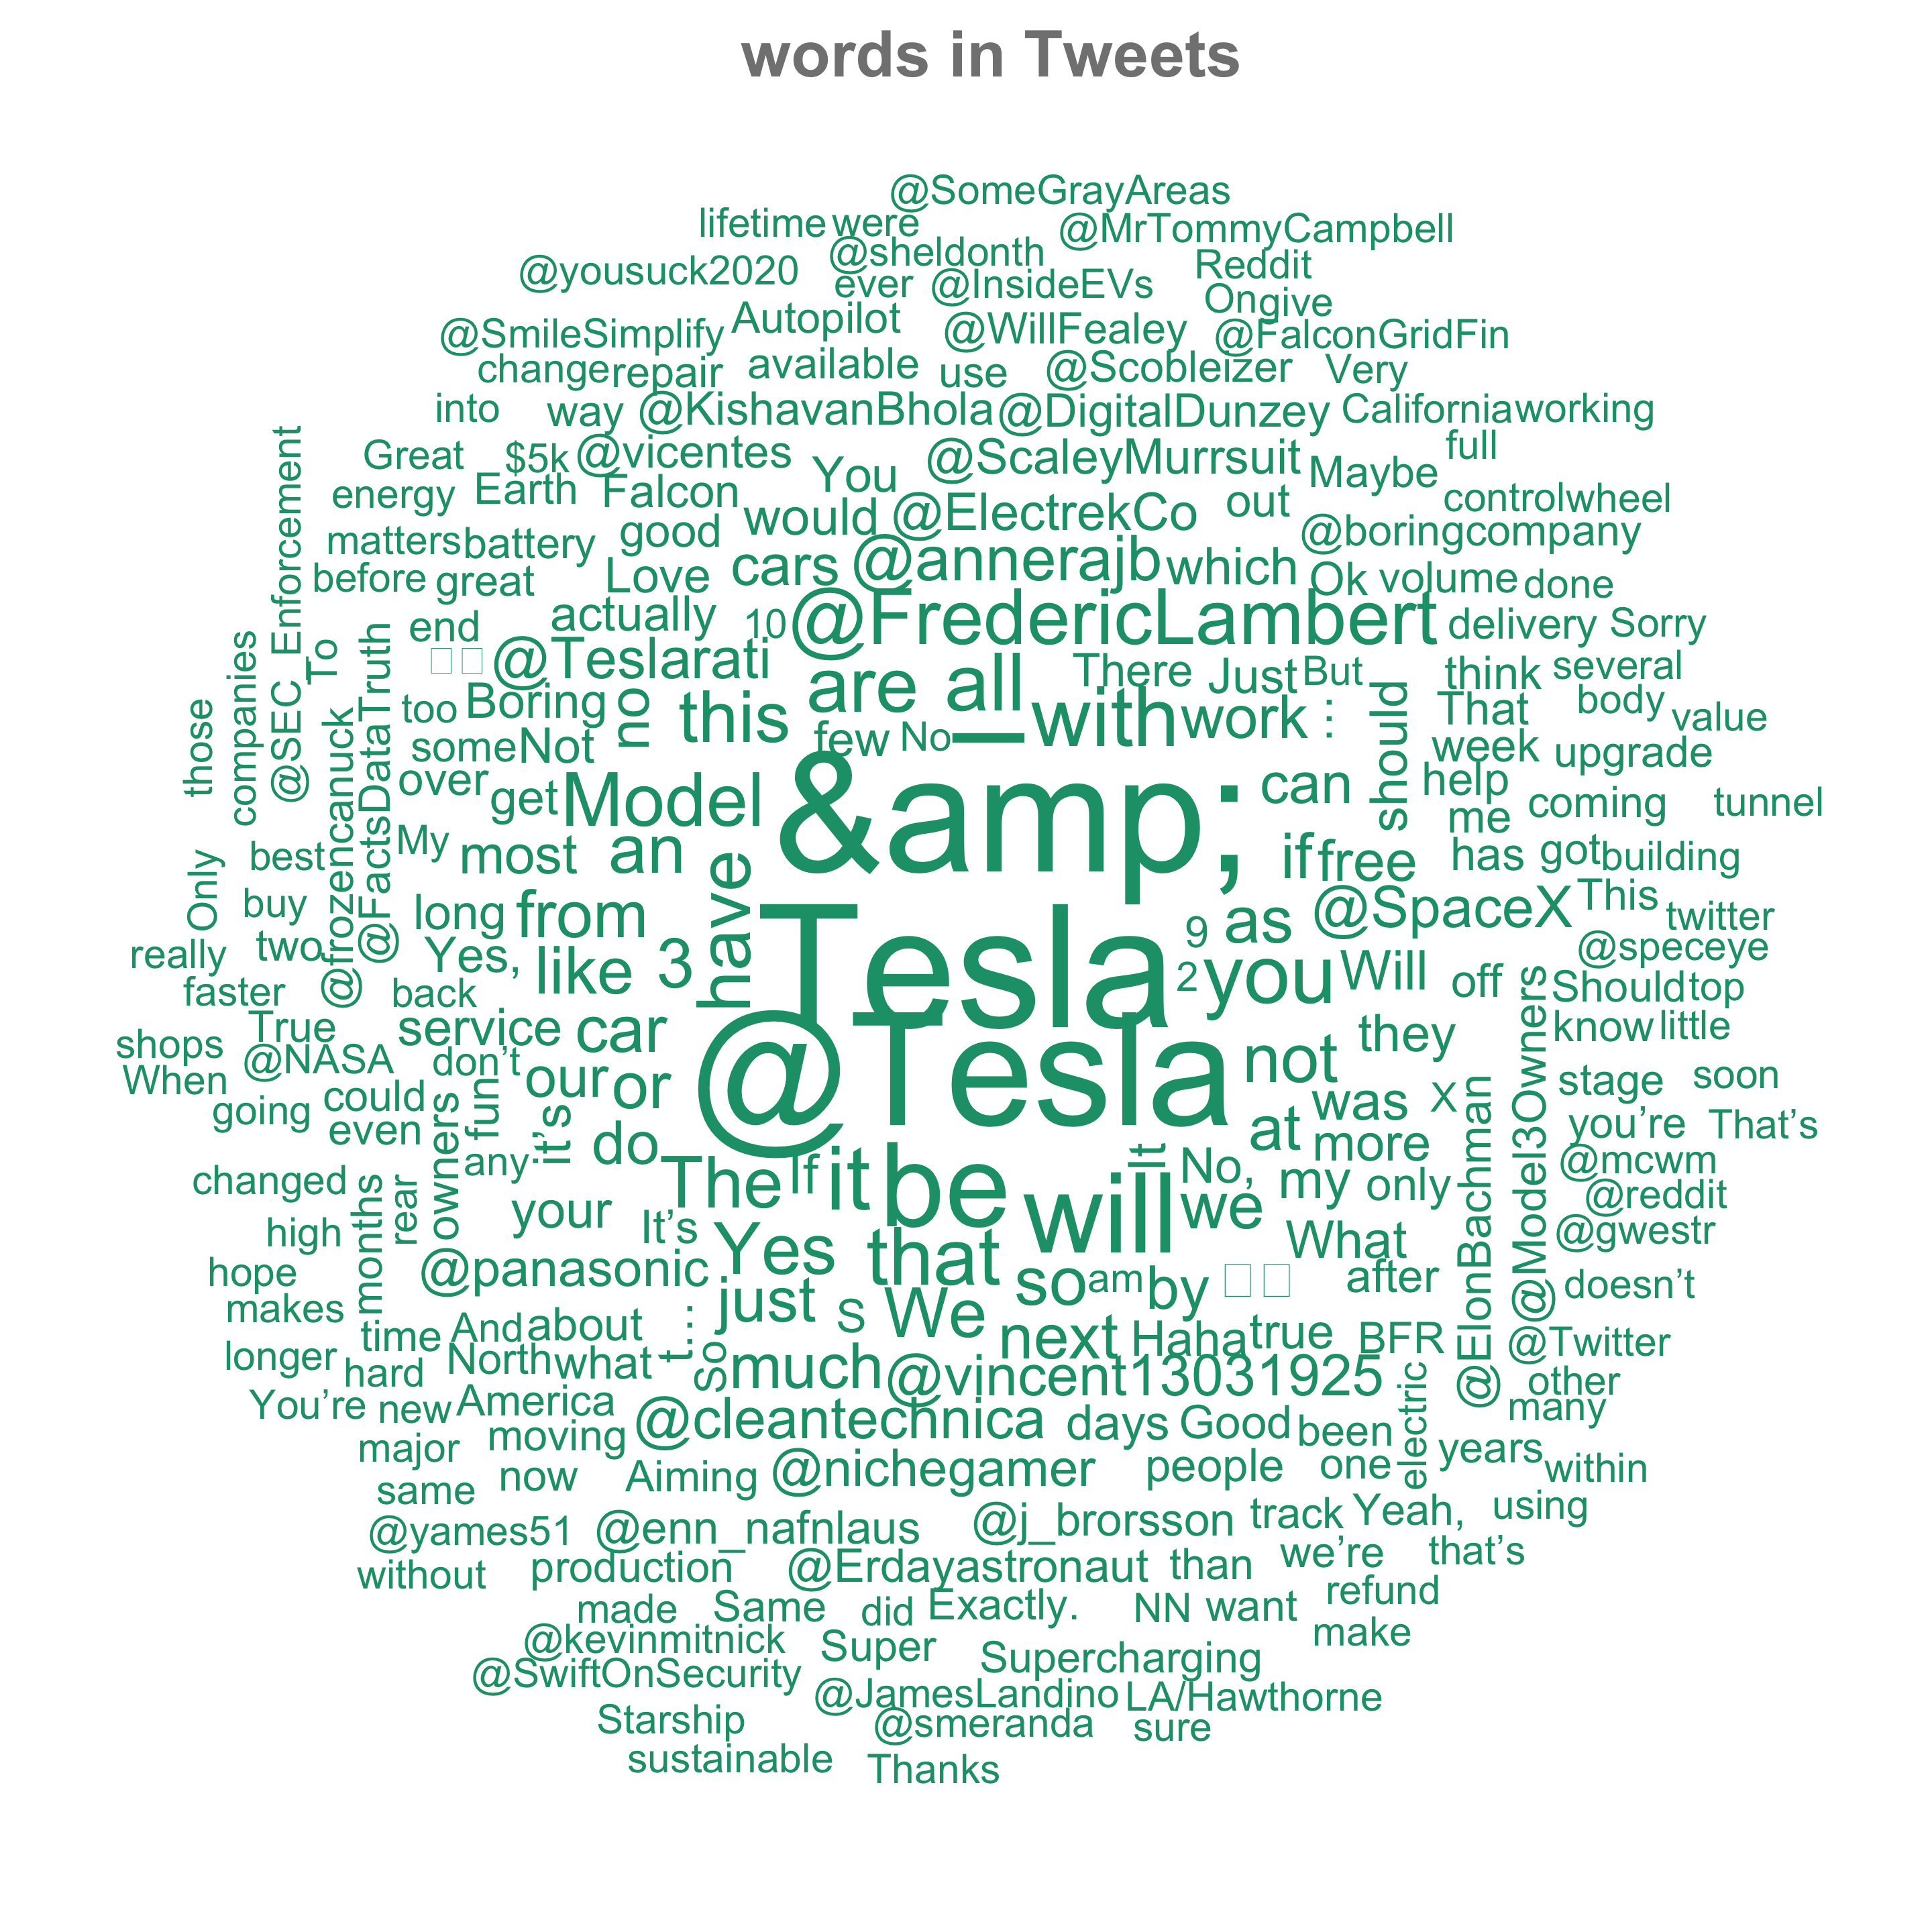 words in Tweets
@SomeGrayAreas
lifetime were @MrTommyCampbell
@sheldonth
@yousuck2020 Reddit
ever @InsideEVs
On give
Autopilot
@SmileSimplify @WillFealey @FalconGridFin
change repair available use @Scobleizer Very
into way @KishavanBhola @DigitalDunzey California working
Great $5k @vicentes @ScaleyMurrsuit full
You Maybe
energy Earth Falcon out control wheel
@SEC_Enforcement
good would @ElectrekCo @boringcompany
matters battery
before great Love cars @annerajb which Ok volume done
end actually 10 @FredericLambert delivery Sorry
To
@Teslarati There Just But think several
companies
@FactsDataTruth
those
too Boring no this are all with work : should That body value
some Not few No — week upgrade
@frozencanuck
over get Model &amp; can help me coming tunnel
Only best My most an have if free has got building
buy long from as @SpaceX This twitter
really two Yes, like 3 Tesla 9 2 you Will off @speceye
faster back Should top
True service car they know little
shops @NASA don’t our or @Tesla not @Model3Owners
When going could fun was X stage soon
even owners it’s do at more @ElonBachman you’re That’s
any The If it be It No, my only @mcwm
changed months rear your will we @reddit
high It’s Yes that What @gwestr
hope @panasonic so am by after doesn’t
makes just S We
time And about t… next Haha true BFR @Twitter
longer hard North what So much @vincent13031925 other
You’re new America @cleantechnica days Good been electric many
major moving years
same now Aiming @nichegamer people one within
@yames51 @enn_nafnlaus @j_brorsson track Yeah, using
without production @Erdayastronaut than we’re that’s
made Same did Exactly. NN want refund
@kevinmitnick Super Supercharging make
@SwiftOnSecurity @JamesLandino LA/Hawthorne
Starship @smeranda sure
sustainable Thanks